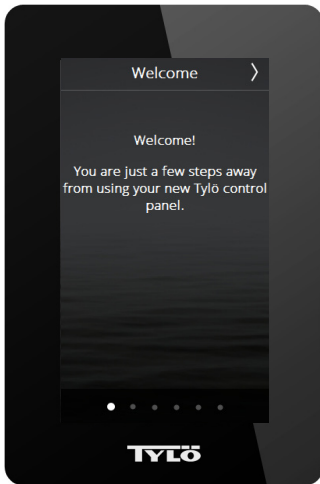 Welcome
Welcome!
You are just a few steps away
from using your new Tylö control
panel.
TYLÖ